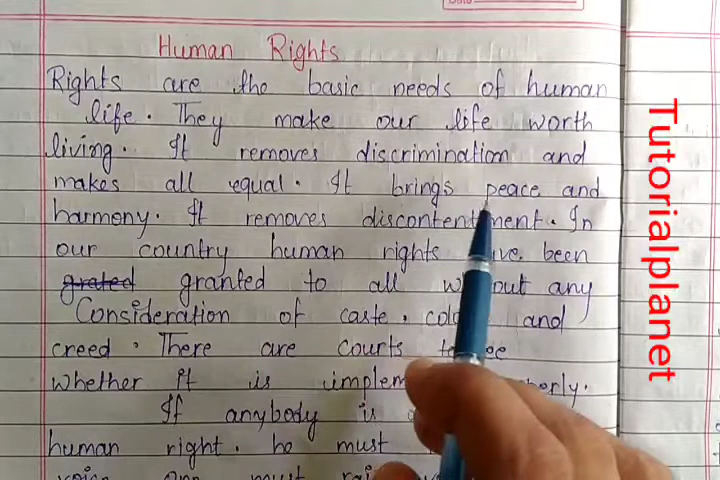 Human Rights
Rights are the basic needs of human
life. They make our life worth
living. It removes discrimination and
makes all equal. It brings peace and
harmony. It removes discontentment. In
our country human rights been
grated granted to all any
Consideration of caste, and
creed. There are courts
whether it is
If anybody is
human right. he must
must
Tutorialplanet